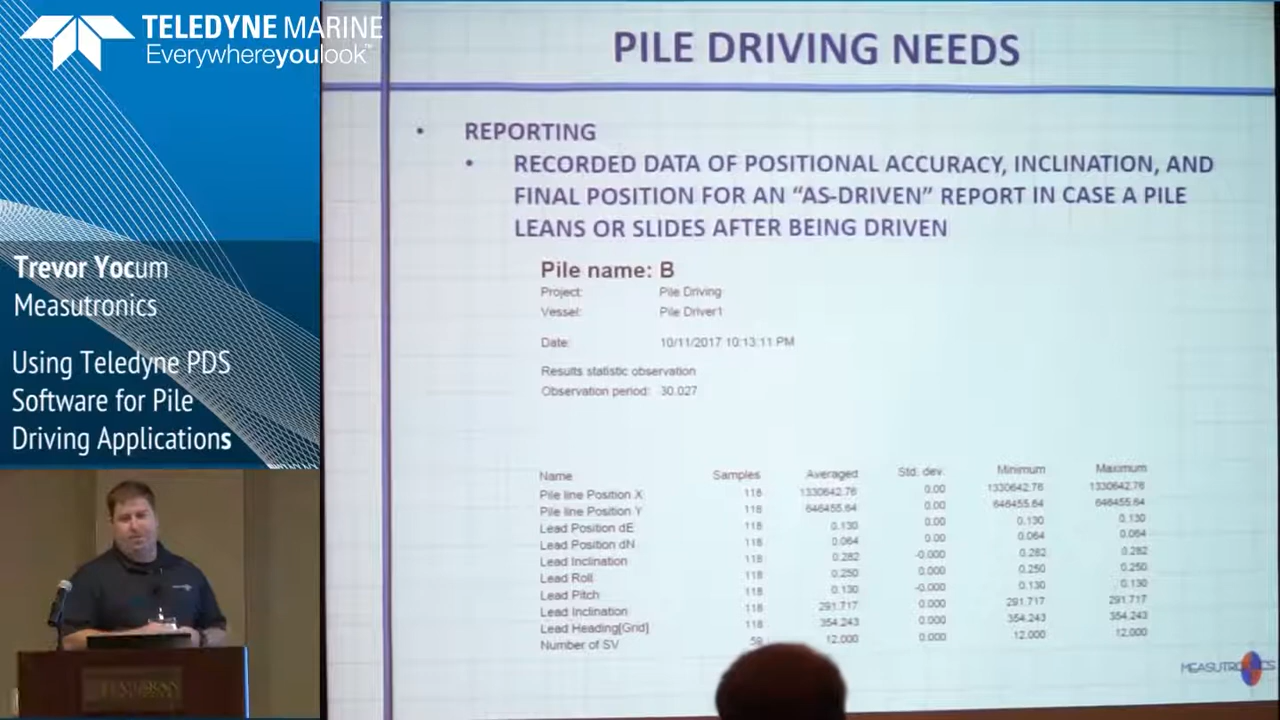 TELEDYNE MARINE
Everywhereyoulook™
Trevor Yocum
Measutronics
Using Teledyne PDS
Software for Pile
Driving Applications
PILE DRIVING NEEDS
• REPORTING
• RECORDED DATA OF POSITIONAL ACCURACY, INCLINATION, AND
FINAL POSITION FOR AN “AS-DRIVEN” REPORT IN CASE A PILE
LEANS OR SLIDES AFTER BEING DRIVEN
Pile name: B
Project: Pile Driving
Vessel: Pile Driver1
Date: 10/11/2017 10:13:11 PM
Results statistic observation
Observation period: 30.027
Name Samples Averaged Std. dev. Minimum Maximum
Pile line Position X 118 1330642.76 0.00 1330642.76 1330642.76
Pile line Position Y 118 646455.64 0.00 646455.64 646455.64
Lead Position dE 118 0.130 0.00 0.130 0.130
Lead Position dN 118 0.064 0.00 0.064 0.064
Lead Inclination 118 0.282 -0.000 0.282 0.282
Lead Roll 118 0.250 0.000 0.250 0.250
Lead Pitch 118 0.130 -0.000 0.130 0.130
Lead Inclination 118 291.717 0.000 291.717 291.717
Lead Heading[Grid] 118 354.243 0.000 354.243 354.243
Number of SV 12.000 0.000 12.000 12.000
MEASUTRONICS